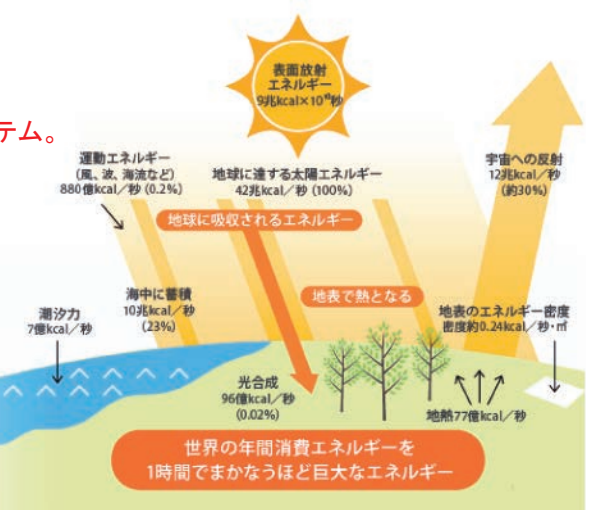 表面放射
エネルギー
9兆kcal×10¹⁰秒
テム。
運動エネルギー
(風、波、海流など)
880億kcal／秒 (0.2%)
地球に達する太陽エネルギー
42兆kcal／秒 (100%)
宇宙への反射
12兆kcal／秒
(約30%)
地球に吸収されるエネルギー
海中に蓄積
10兆kcal／秒
(23%)
地表で熱となる
潮汐力
7億kcal／秒
地表のエネルギー密度
密度約0.24kcal／秒·㎡
光合成
96億kcal／秒
(0.02%)
地熱77億kcal／秒
世界の年間消費エネルギーを
1時間でまかなうほど巨大なエネルギー